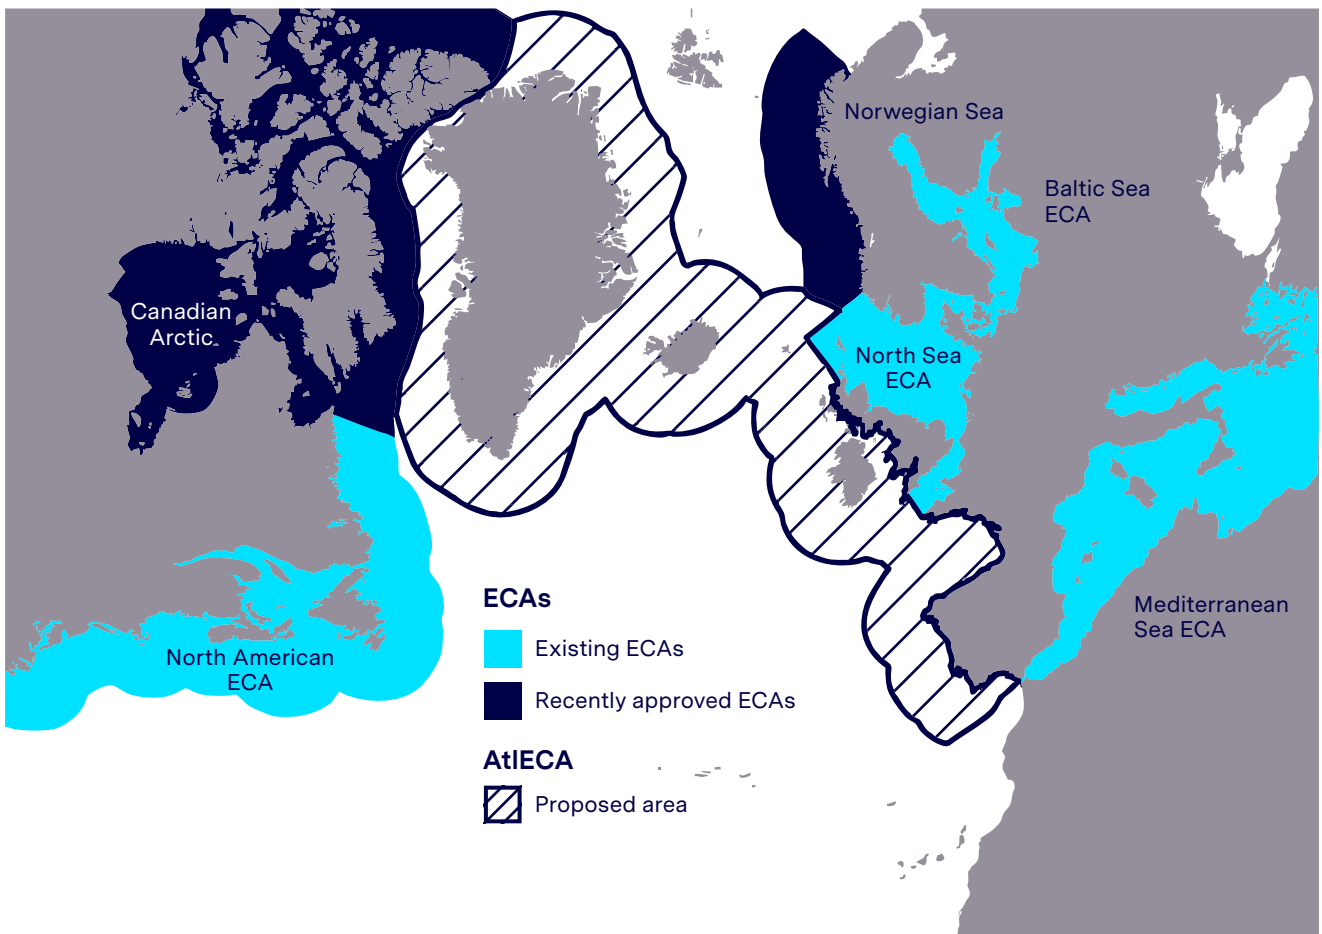 Norwegian Sea
Baltic Sea
ECA
Canadian
Arctic
North Sea
ECA
ECAs
Existing ECAs
Recently approved ECAs
AtlECA
Proposed area
Mediterranean
Sea ECA
North American
ECA